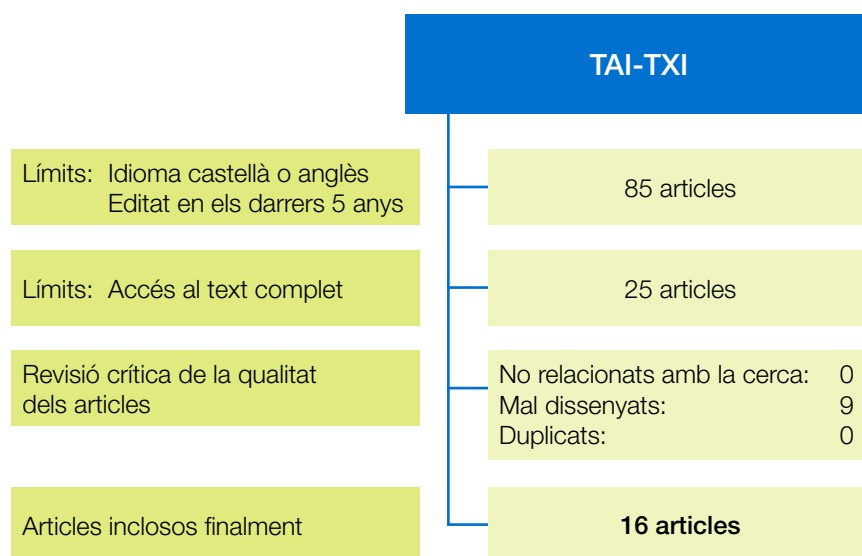 TAI-TXI
Límits: Idioma castellà o anglès
Editat en els darrers 5 anys
85 articles
Límits: Accés al text complet
25 articles
Revisió crítica de la qualitat
dels articles
No relacionats amb la cerca: 0
Mal dissenyats: 9
Duplicats: 0
Articles inclosos finalment
16 articles